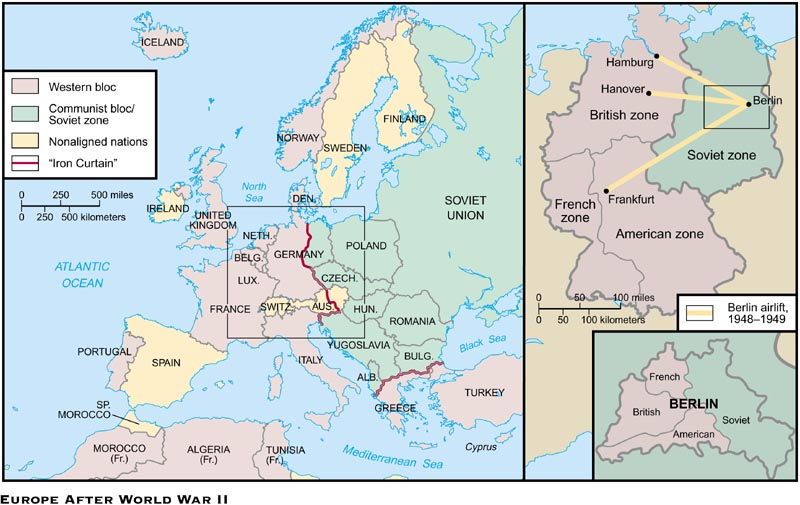 ICELAND
Western bloc
Communist bloc/
Soviet zone
Nonaligned nations
“Iron Curtain”
0 250 500 miles
0 500 kilometers
NORWAY
SWEDEN
FINLAND
North
Sea
DEN.
IRELAND
UNITED
KINGDOM
SOVIET
UNION
NETH.
BELG.
LUX.
GERMANY
POLAND
CZECH.
ATLANTIC
OCEAN
FRANCE
SWITZ.
AUS.
HUN.
ROMANIA
YUGOSLAVIA
BULG.
Black Sea
PORTUGAL
SPAIN
ITALY
ALB.
GREECE
TURKEY
SP.
MOROCCO
MOROCCO
(Fr.)
ALGERIA
(Fr.)
TUNISIA
(Fr.)
Mediterranean Sea
Cyprus
Hamburg
Hanover
Berlin
British zone
Soviet zone
Frankfurt
French
zone
American zone
0 50 100 miles
0 50 100 kilometers
Berlin airlift,
1948–1949
French
BERLIN
British
Soviet
American
EUROPE AFTER WORLD WAR II